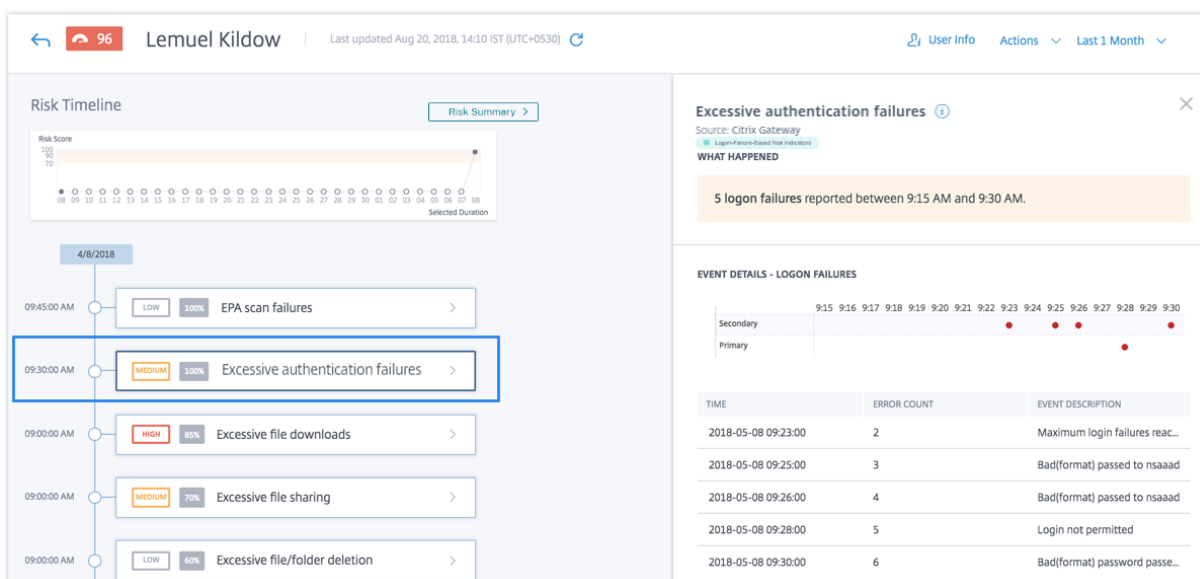 96 Lemuel Kildow Last updated Aug 20, 2018, 14:10 IST (UTC+0530) User Info Actions Last 1 Month
Risk Timeline
Risk Summary
Risk Score
100
90
70
08 09 10 11 12 13 14 15 16 17 18 19 20 21 22 23 24 25 26 27 28 29 30 01 02 03 04 05 06 07 08
Selected Duration
4/8/2018
09:45:00 AM LOW 100% EPA scan failures
09:30:00 AM MEDIUM 100% Excessive authentication failures
09:00:00 AM HIGH 85% Excessive file downloads
09:00:00 AM MEDIUM 70% Excessive file sharing
09:00:00 AM LOW 60% Excessive file/folder deletion
Excessive authentication failures
Source: Citrix Gateway
Logon-Failure-Based Risk Indicators
WHAT HAPPENED
5 logon failures reported between 9:15 AM and 9:30 AM.
EVENT DETAILS - LOGON FAILURES
9:15 9:16 9:17 9:18 9:19 9:20 9:21 9:22 9:23 9:24 9:25 9:26 9:27 9:28 9:29 9:30
Secondary
Primary
TIME ERROR COUNT EVENT DESCRIPTION
2018-05-08 09:23:00 2 Maximum login failures reac...
2018-05-08 09:25:00 3 Bad(format) passed to nsaaad
2018-05-08 09:26:00 4 Bad(format) passed to nsaaad
2018-05-08 09:28:00 5 Login not permitted
2018-05-08 09:30:00 6 Bad(format) password passe...